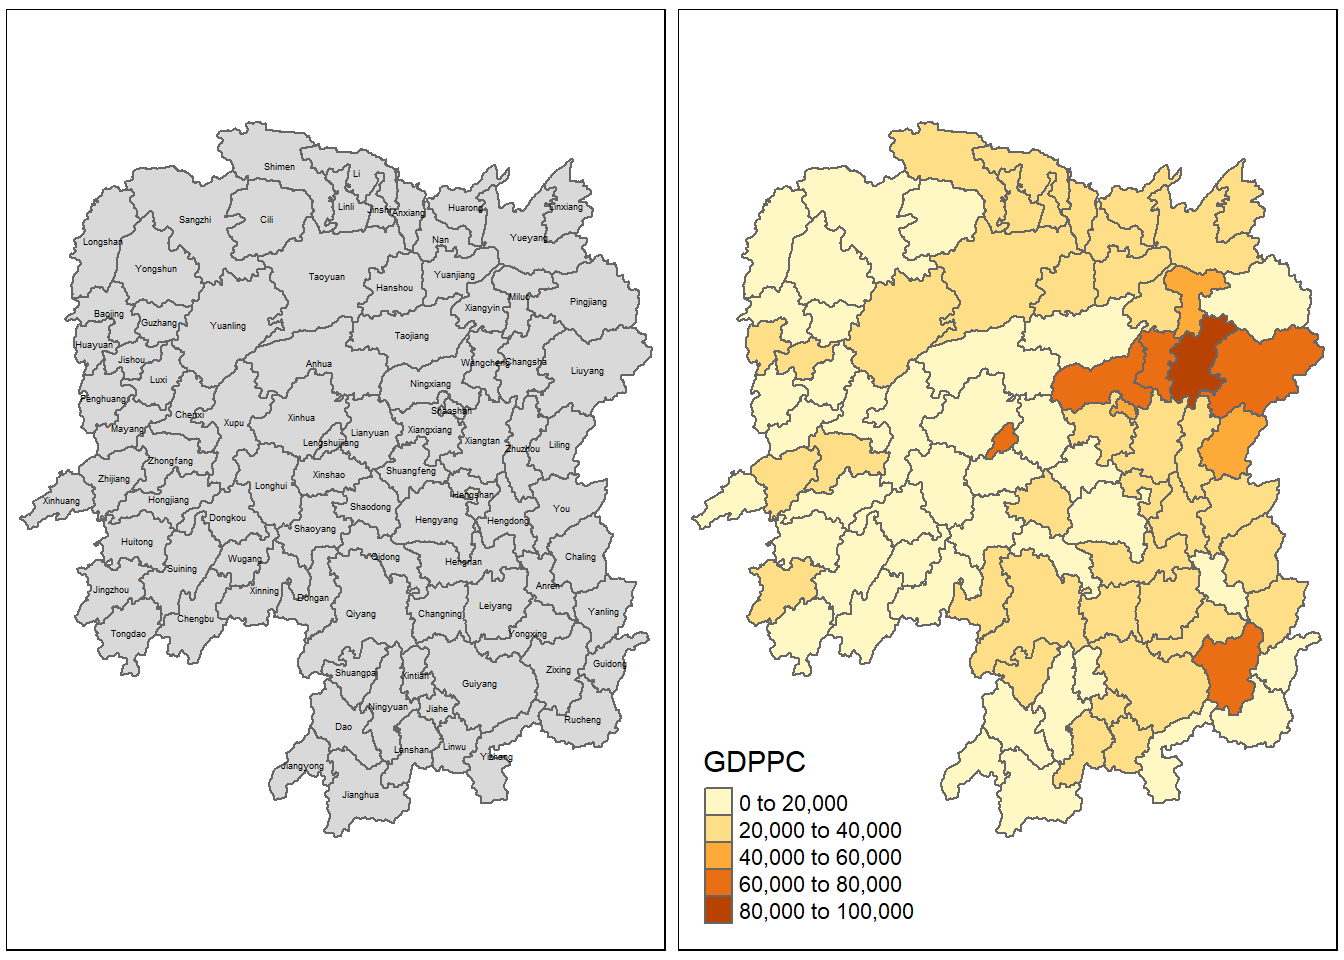 Shimen
Li
Linli
Jinshi
Anxiang
Huarong
Linxiang
Sangzhi
Cili
Nan
Yueyang
Longshan
Yongshun
Taoyuan
Hanshou
Yuanjiang
Miluo
Pingjiang
Baojing
Guzhang
Yuanling
Xiangyin
Huayuan
Jishou
Anhua
Taojiang
Wangcheng
Changsha
Liuyang
Luxi
Ningxiang
Fenghuang
Chenxi
Xupu
Xinhua
Shaoshan
Mayang
Lengshuijiang
Lianyuan
Xiangxiang
Xiangtan
Zhuzhou
Liling
Zhongfang
Zhijiang
Xinshao
Shuangfeng
Xinhuang
Hongjiang
Longhui
Hengshan
Shaodong
You
Dongkou
Shaoyang
Hengyang
Hengdong
Huitong
Wugang
Qidong
Hengnan
Chaling
Suining
Jingzhou
Xinning
Dongan
Anren
Chengbu
Qiyang
Changning
Leiyang
Yanling
Tongdao
Yongxing
Shuangpai
Xintian
Guiyang
Zixing
Guidong
Ningyuan
Jiahe
Rucheng
Dao
Lanshan
Linwu
Yizhang
Jiangyong
Jianghua
GDPPC
0 to 20,000
20,000 to 40,000
40,000 to 60,000
60,000 to 80,000
80,000 to 100,000